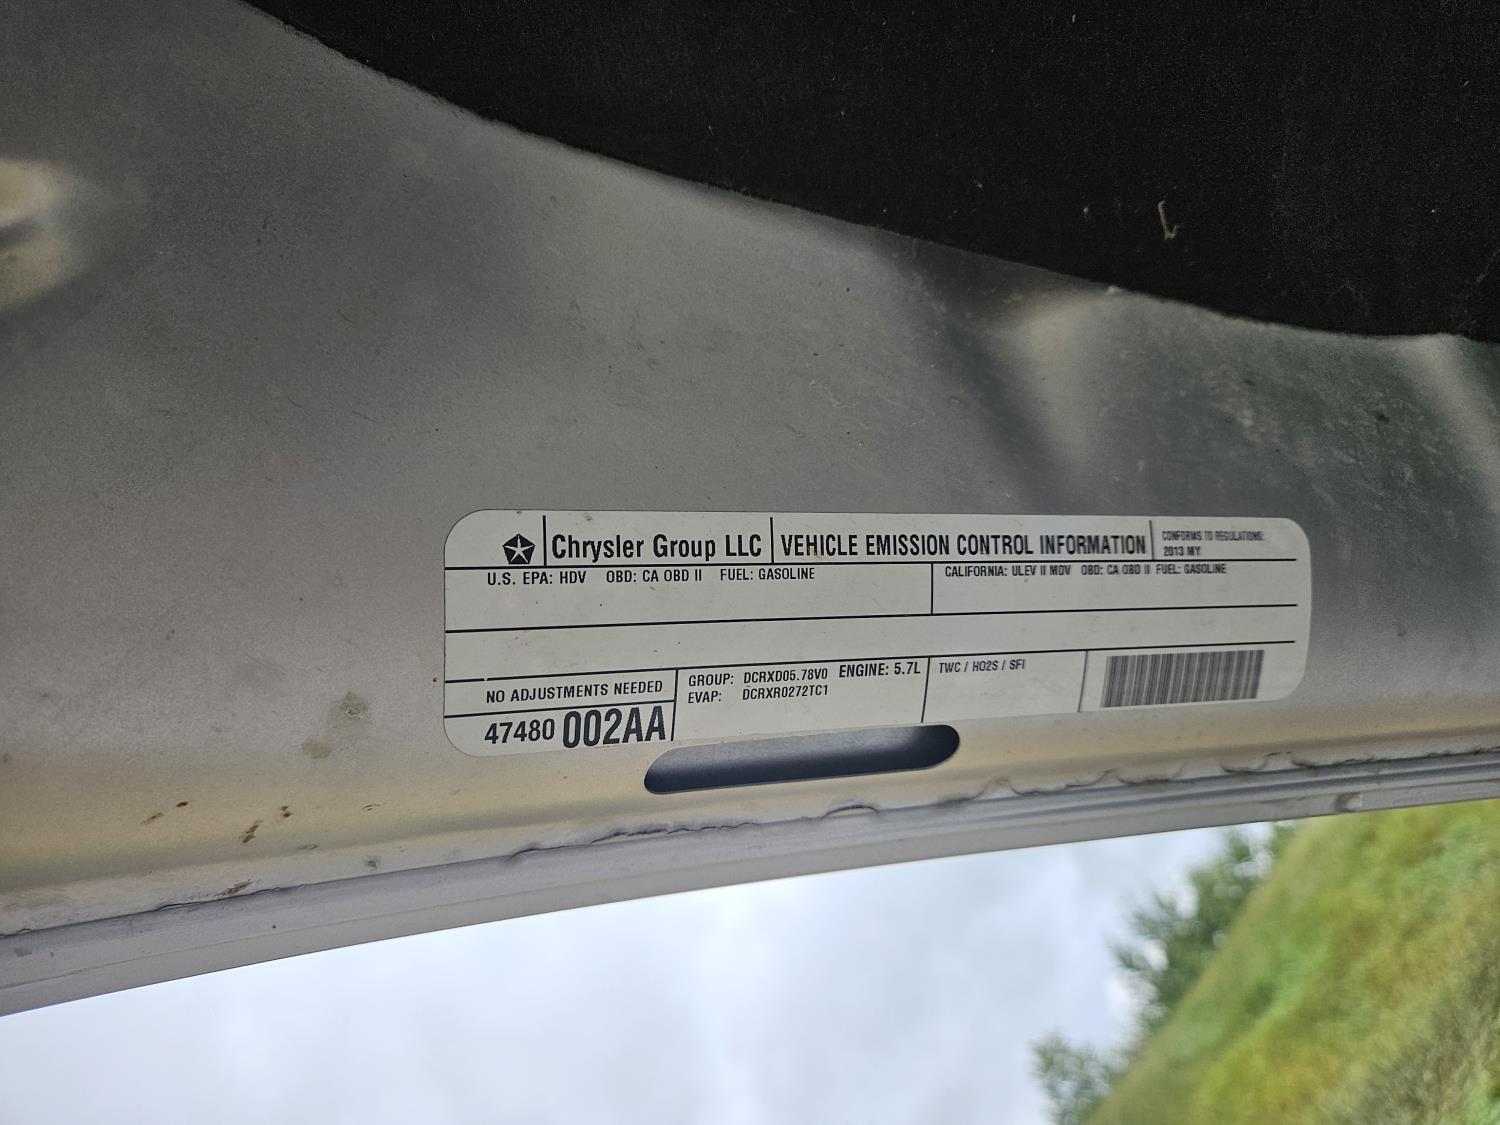 Chrysler Group LLC
VEHICLE EMISSION CONTROL INFORMATION
CONFORMS TO REGULATIONS:
2013 MY
U.S. EPA: HDV OBD: CA OBD II FUEL: GASOLINE
CALIFORNIA: ULEV II MDV OBD: CA OBD II FUEL: GASOLINE
NO ADJUSTMENTS NEEDED
47480 002AA
GROUP: DCRXD05.78V0 ENGINE: 5.7L
EVAP: DCRXR0272TC1
TWC / HO2S / SFI